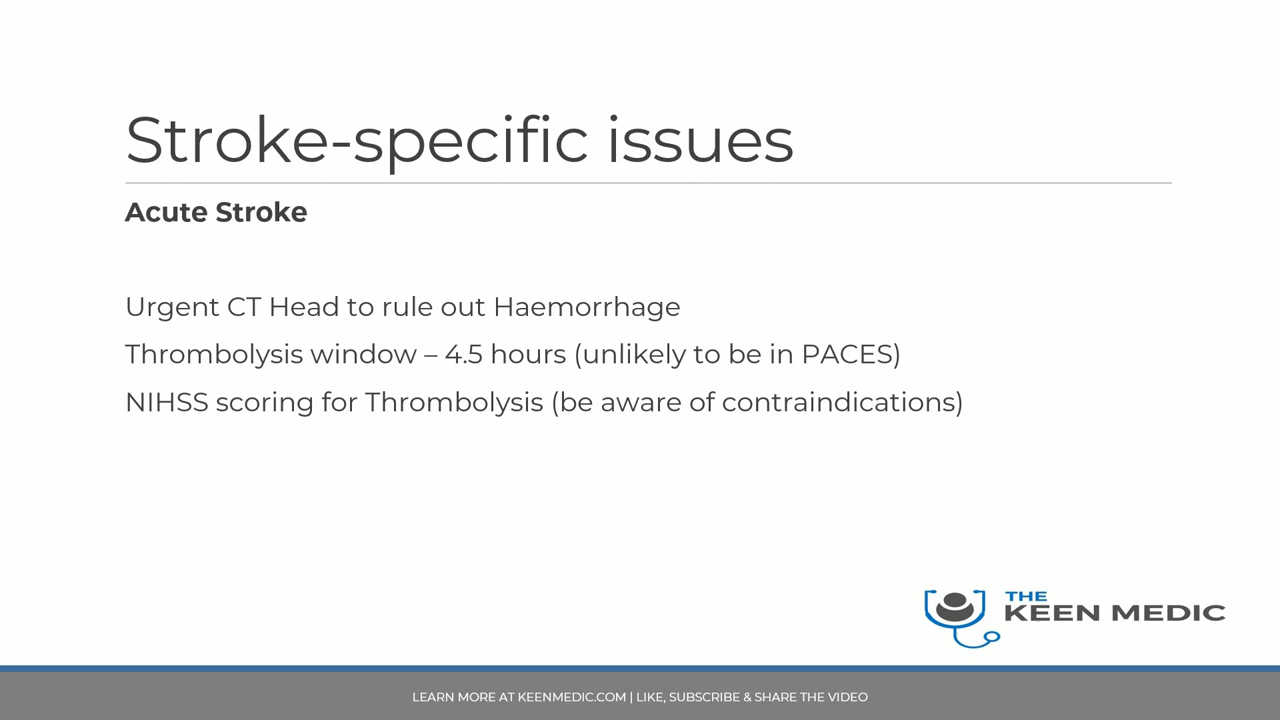 Stroke-specific issues
Acute Stroke
Urgent CT Head to rule out Haemorrhage
Thrombolysis window – 4.5 hours (unlikely to be in PACES)
NIHSS scoring for Thrombolysis (be aware of contraindications)
THE
KEEN MEDIC
LEARN MORE AT KEENMEDIC.COM | LIKE, SUBSCRIBE & SHARE THE VIDEO